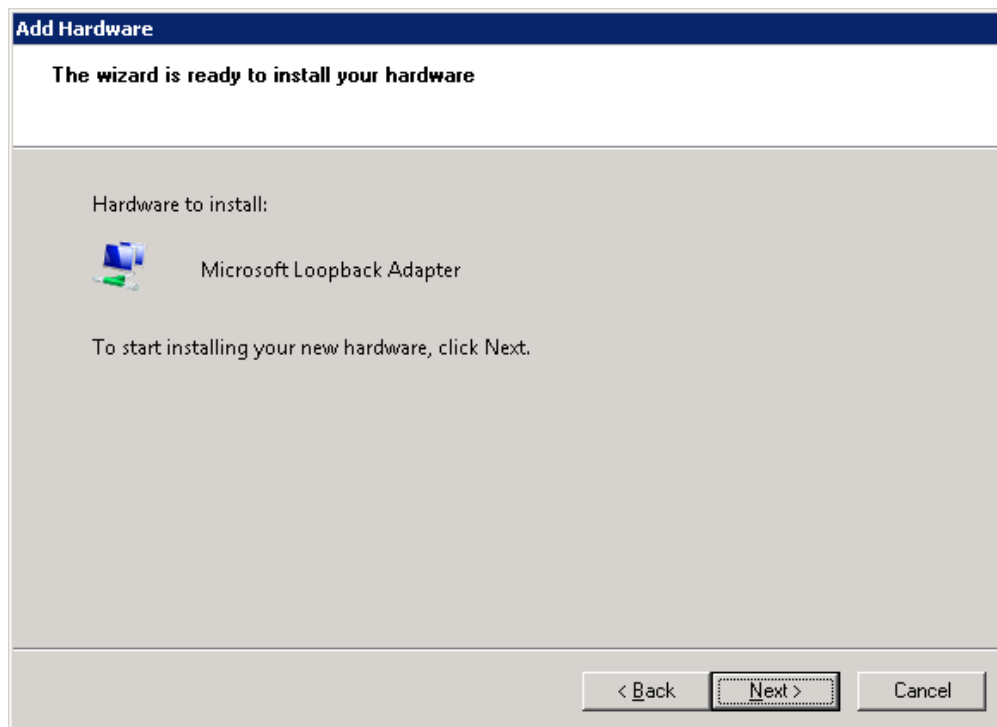 Add Hardware
The wizard is ready to install your hardware
Hardware to install:
Microsoft Loopback Adapter
To start installing your new hardware, click Next.
< Back Next > Cancel